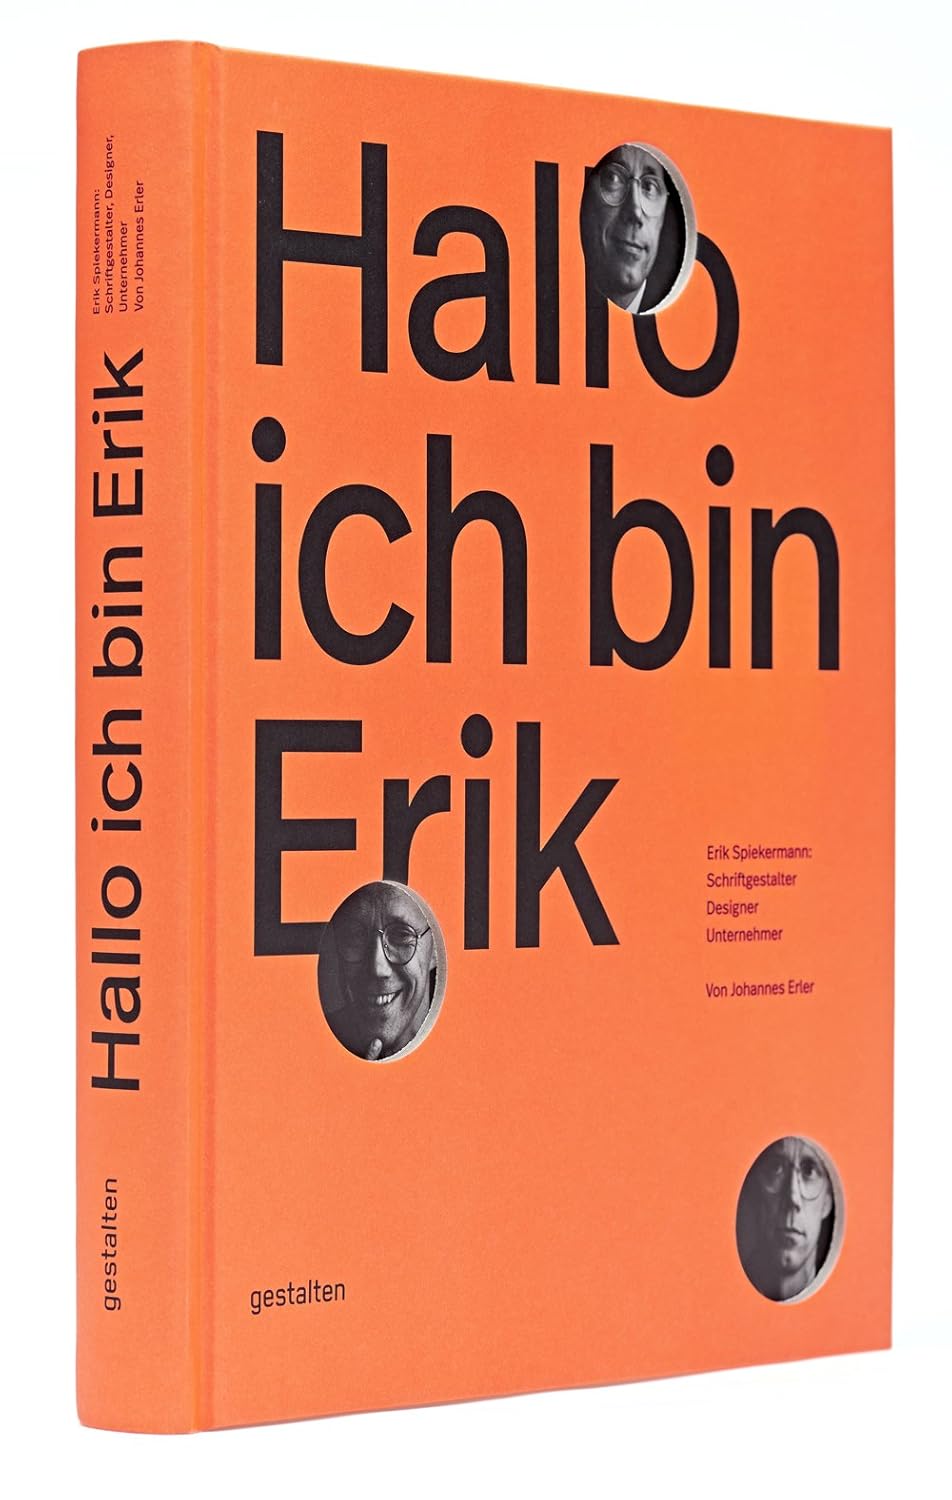 Hallo
ich bin
Erik
Erik Spiekermann:
Schriftgestalter
Designer
Unternehmer
Von Johannes Erler
gestalten
Erik Spiekermann:
Schriftgestalter, Designer,
Unternehmer
Von Johannes Erler
Hallo ich bin Erik
gestalten